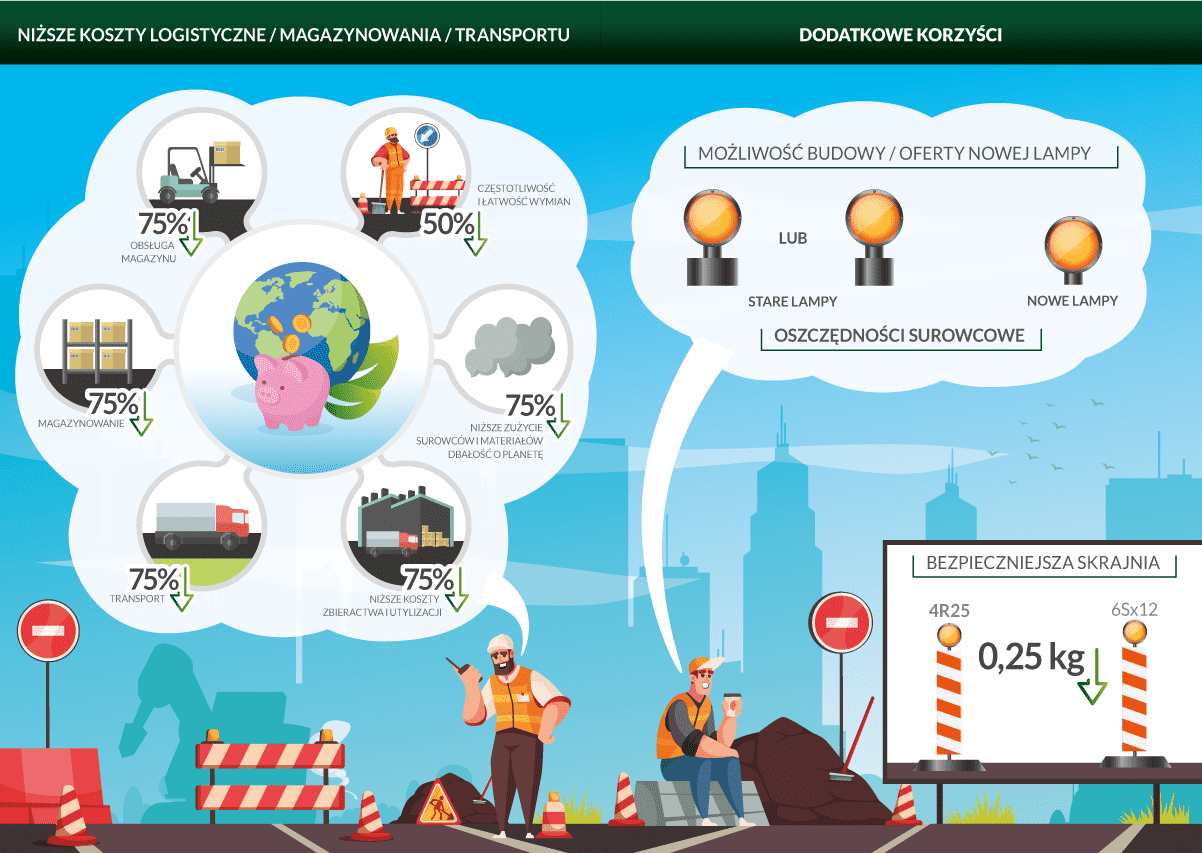 NIŻSZE KOSZTY LOGISTYCZNE / MAGAZYNOWANIA / TRANSPORTU
75%
OBSŁUGA
MAGAZYNU
CZĘSTOTLIWOŚĆ
I ŁATWOŚĆ WYMIAN
50%
75%
MAGAZYNOWANIE
75%
NIŻSZE ZUŻYCIE
SUROWCÓW I MATERIAŁÓW
DBAŁOŚĆ O PLANETĘ
75%
TRANSPORT
75%
NIŻSZE KOSZTY
ZBIERACTWA I UTYLIZACJI
DODATKOWE KORZYŚCI
MOŻLIWOŚĆ BUDOWY / OFERTY NOWEJ LAMPY
LUB
STARE LAMPY
NOWE LAMPY
OSZCZĘDNOŚCI SUROWCOWE
BEZPIECZNIEJSZA SKRAJNIA
4R25
6Sx12
0,25 kg